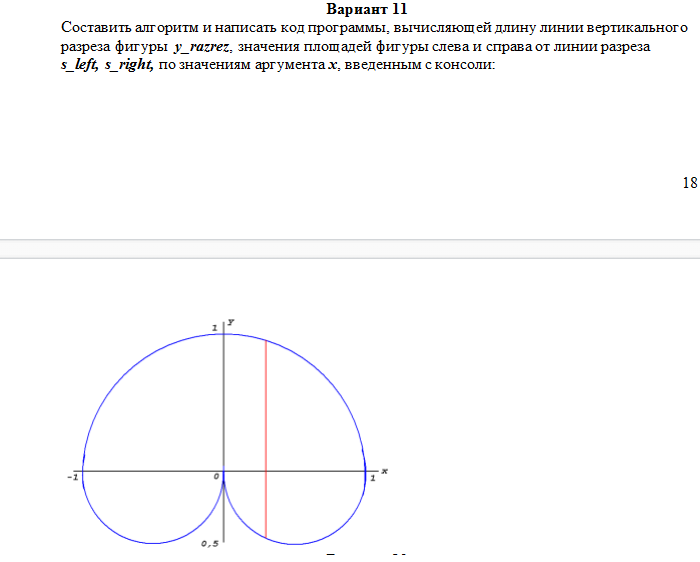 Вариант 11
Составить алгоритм и написать код программы, вычисляющей длину линии вертикального
разреза фигуры y_razrez, значения площадей фигуры слева и справа от линии разреза
s_left, s_right, по значениям аргумента x, введенным с консоли:
18
1 y
-1 0 1 x
0,5